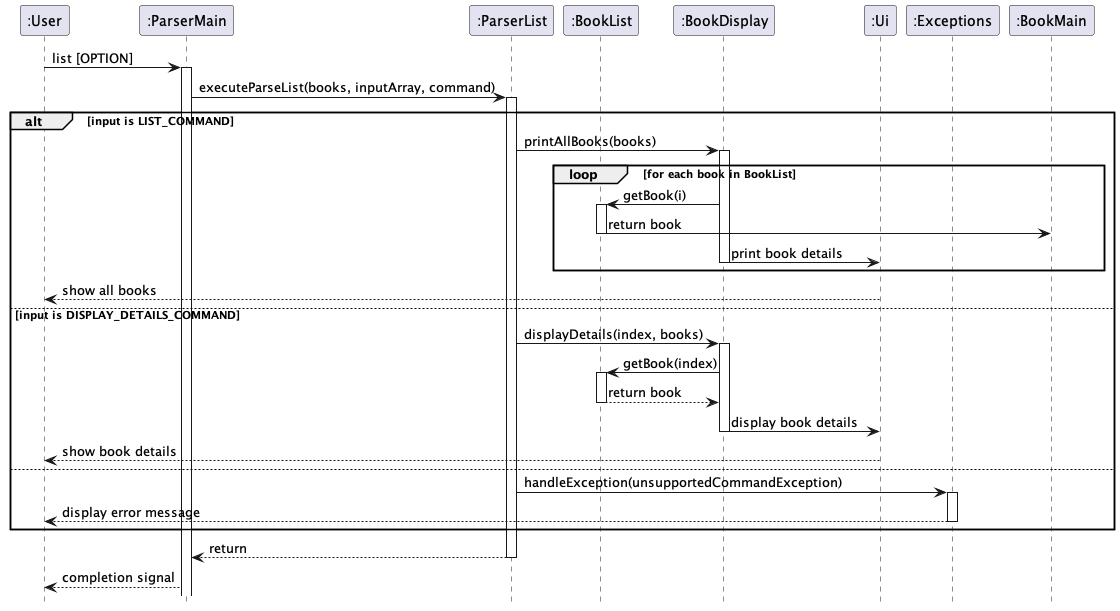 :User :ParserMain :ParserList :BookList :BookDisplay :Ui :Exceptions :BookMain
list [OPTION]
executeParseList(books, inputArray, command)
alt [input is LIST_COMMAND]
printAllBooks(books)
loop [for each book in BookList]
getBook(i)
return book
print book details
show all books
[input is DISPLAY_DETAILS_COMMAND]
displayDetails(index, books)
getBook(index)
return book
display book details
show book details
handleException(unsupportedCommandException)
display error message
return
completion signal